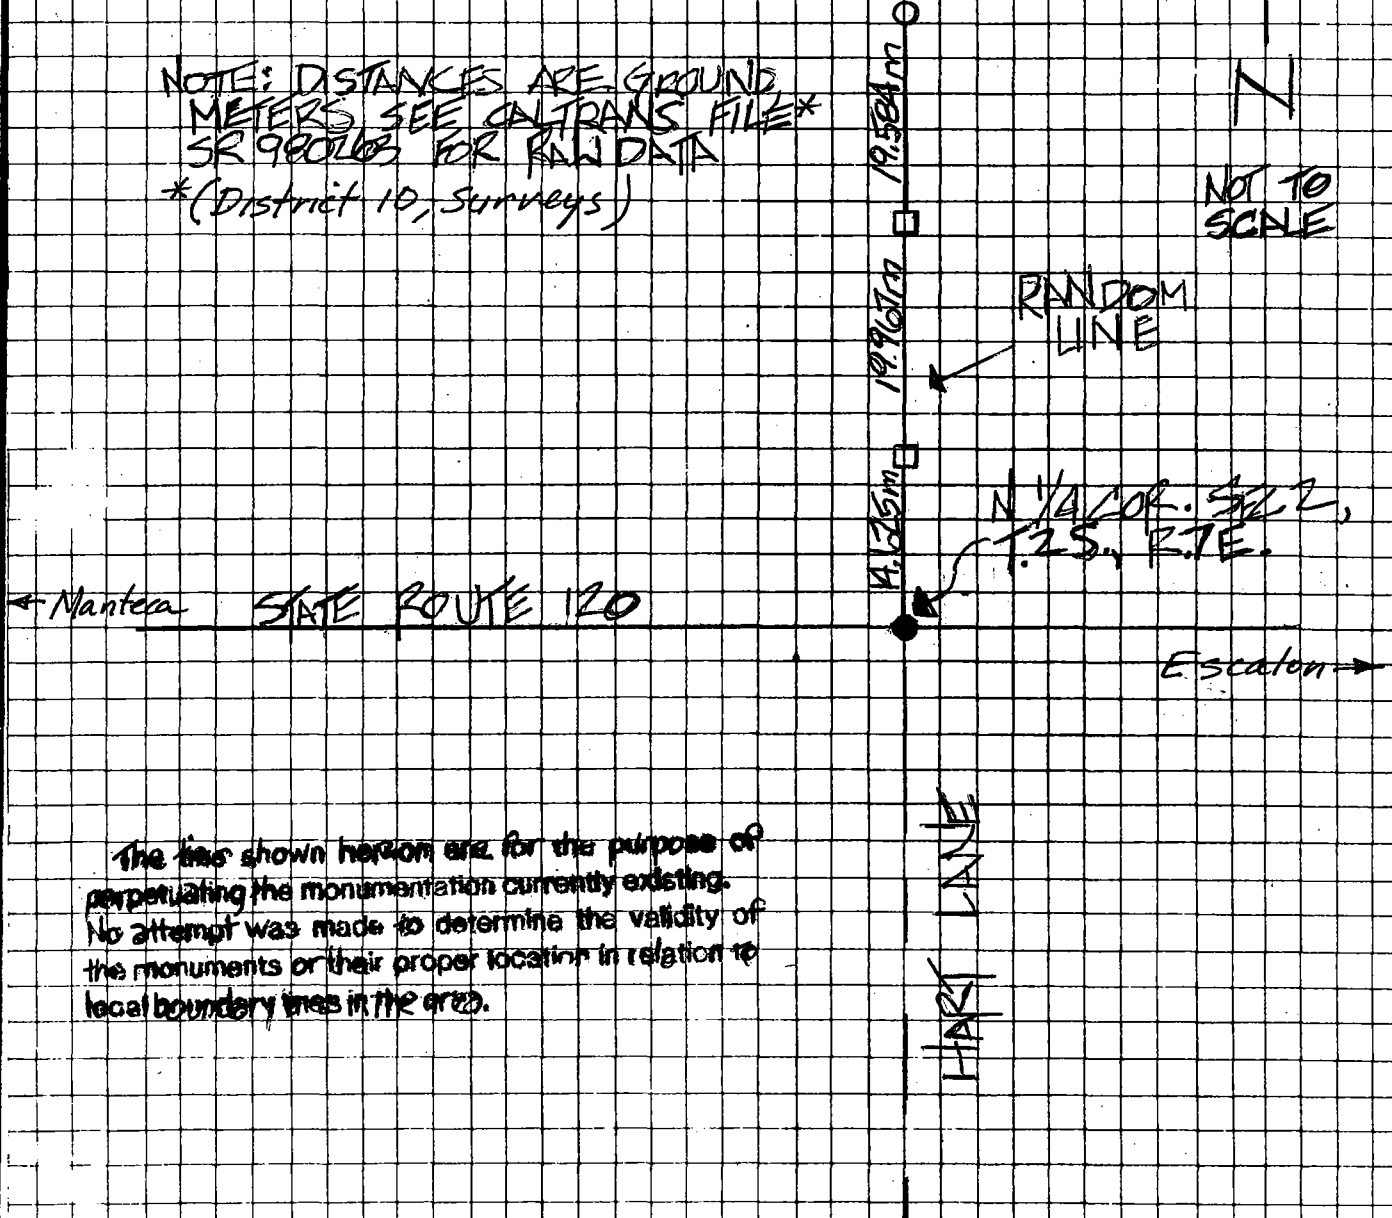 NOTE: DISTANCES ARE GROUND
METERS SEE CALTRANS FILE*
SR 980263 FOR RAW DATA
*(District 10, Surveys)
N
NOT TO
SCALE
19.584m
19.967m
RANDOM
LINE
N 1/4 COR. SEC 2,
T.2S., R.7E.
← Manteca
STATE ROUTE 120
Escalon →
HART LANE
The lines shown hereon are for the purpose of
perpetuating the monumentation currently existing.
No attempt was made to determine the validity of
the monuments or their proper location in relation to
local boundary lines in the area.